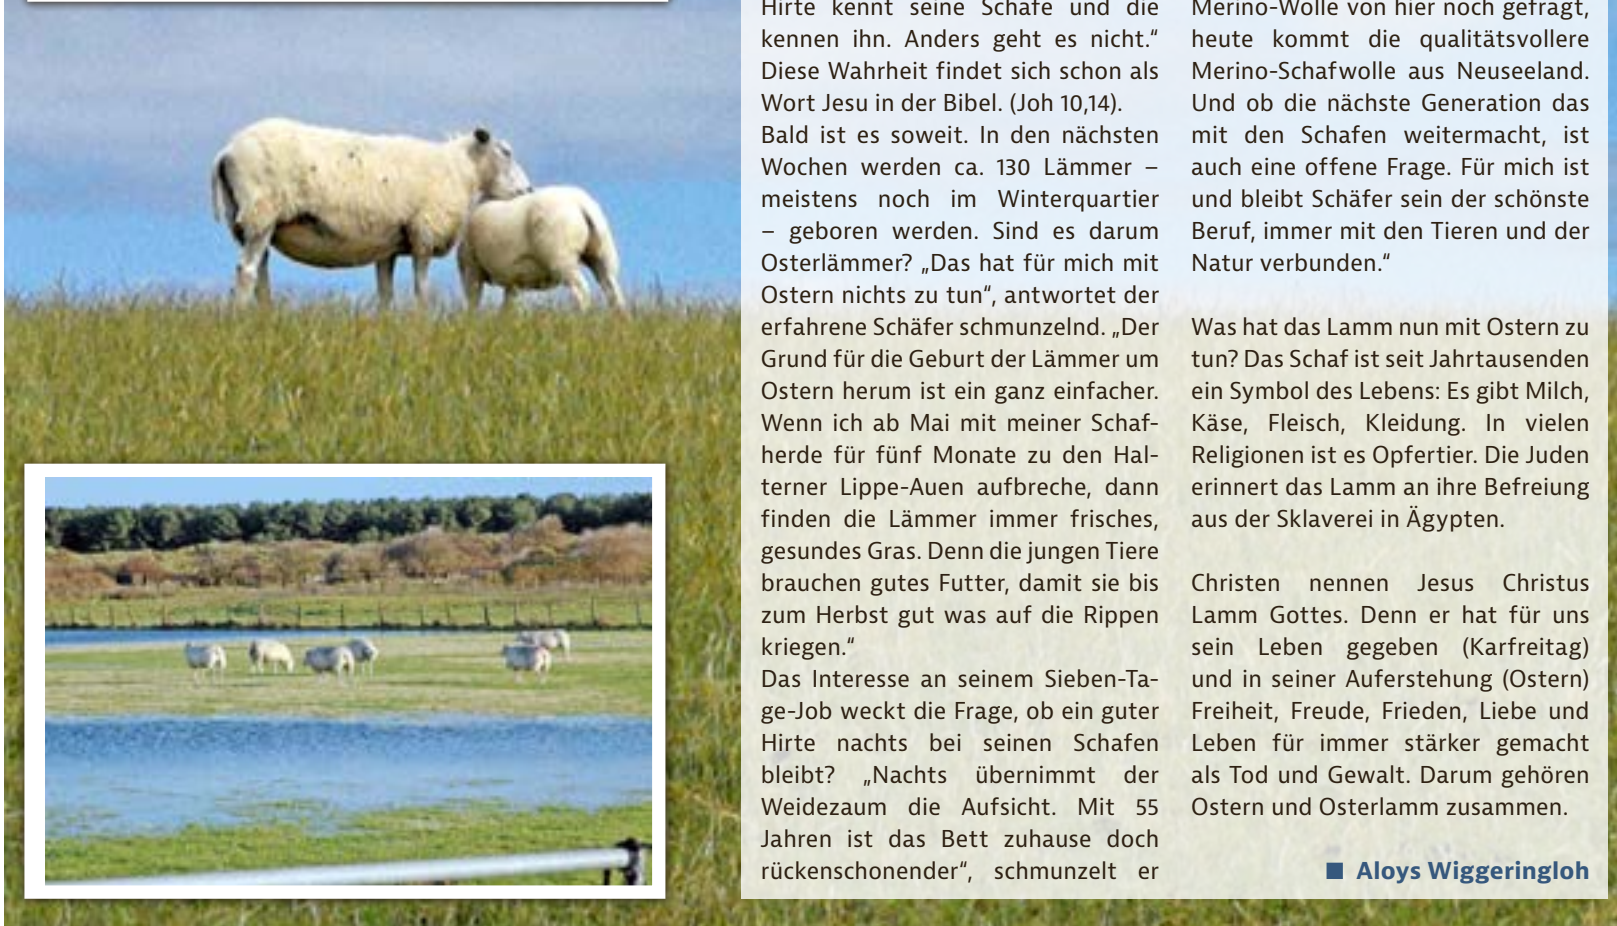 Hirte kennt seine Schafe und die
kennen ihn. Anders geht es nicht.“
Diese Wahrheit findet sich schon als
Wort Jesu in der Bibel. (Joh 10,14).
Bald ist es soweit. In den nächsten
Wochen werden ca. 130 Lämmer –
meistens noch im Winterquartier
– geboren werden. Sind es darum
Osterlämmer? „Das hat für mich mit
Ostern nichts zu tun“, antwortet der
erfahrene Schäfer schmunzelnd. „Der
Grund für die Geburt der Lämmer um
Ostern herum ist ein ganz einfacher.
Wenn ich ab Mai mit meiner Schaf-
herde für fünf Monate zu den Hal-
terner Lippe-Auen aufbreche, dann
finden die Lämmer immer frisches,
gesundes Gras. Denn die jungen Tiere
brauchen gutes Futter, damit sie bis
zum Herbst gut was auf die Rippen
kriegen.“
Das Interesse an seinem Sieben-Ta-
ge-Job weckt die Frage, ob ein guter
Hirte nachts bei seinen Schafen
bleibt? „Nachts übernimmt der
Weidezaum die Aufsicht. Mit 55
Jahren ist das Bett zuhause doch
rückenschonender“, schmunzelt er
Merino-Wolle von hier noch gefragt,
heute kommt die qualitätsvollere
Merino-Schafwolle aus Neuseeland.
Und ob die nächste Generation das
mit den Schafen weitermacht, ist
auch eine offene Frage. Für mich ist
und bleibt Schäfer sein der schönste
Beruf, immer mit den Tieren und der
Natur verbunden.“
Was hat das Lamm nun mit Ostern zu
tun? Das Schaf ist seit Jahrtausenden
ein Symbol des Lebens: Es gibt Milch,
Käse, Fleisch, Kleidung. In vielen
Religionen ist es Opfertier. Die Juden
erinnert das Lamm an ihre Befreiung
aus der Sklaverei in Ägypten.
Christen nennen Jesus Christus
Lamm Gottes. Denn er hat für uns
sein Leben gegeben (Karfreitag)
und in seiner Auferstehung (Ostern)
Freiheit, Freude, Frieden, Liebe und
Leben für immer stärker gemacht
als Tod und Gewalt. Darum gehören
Ostern und Osterlamm zusammen.
■ Aloys Wiggeringloh